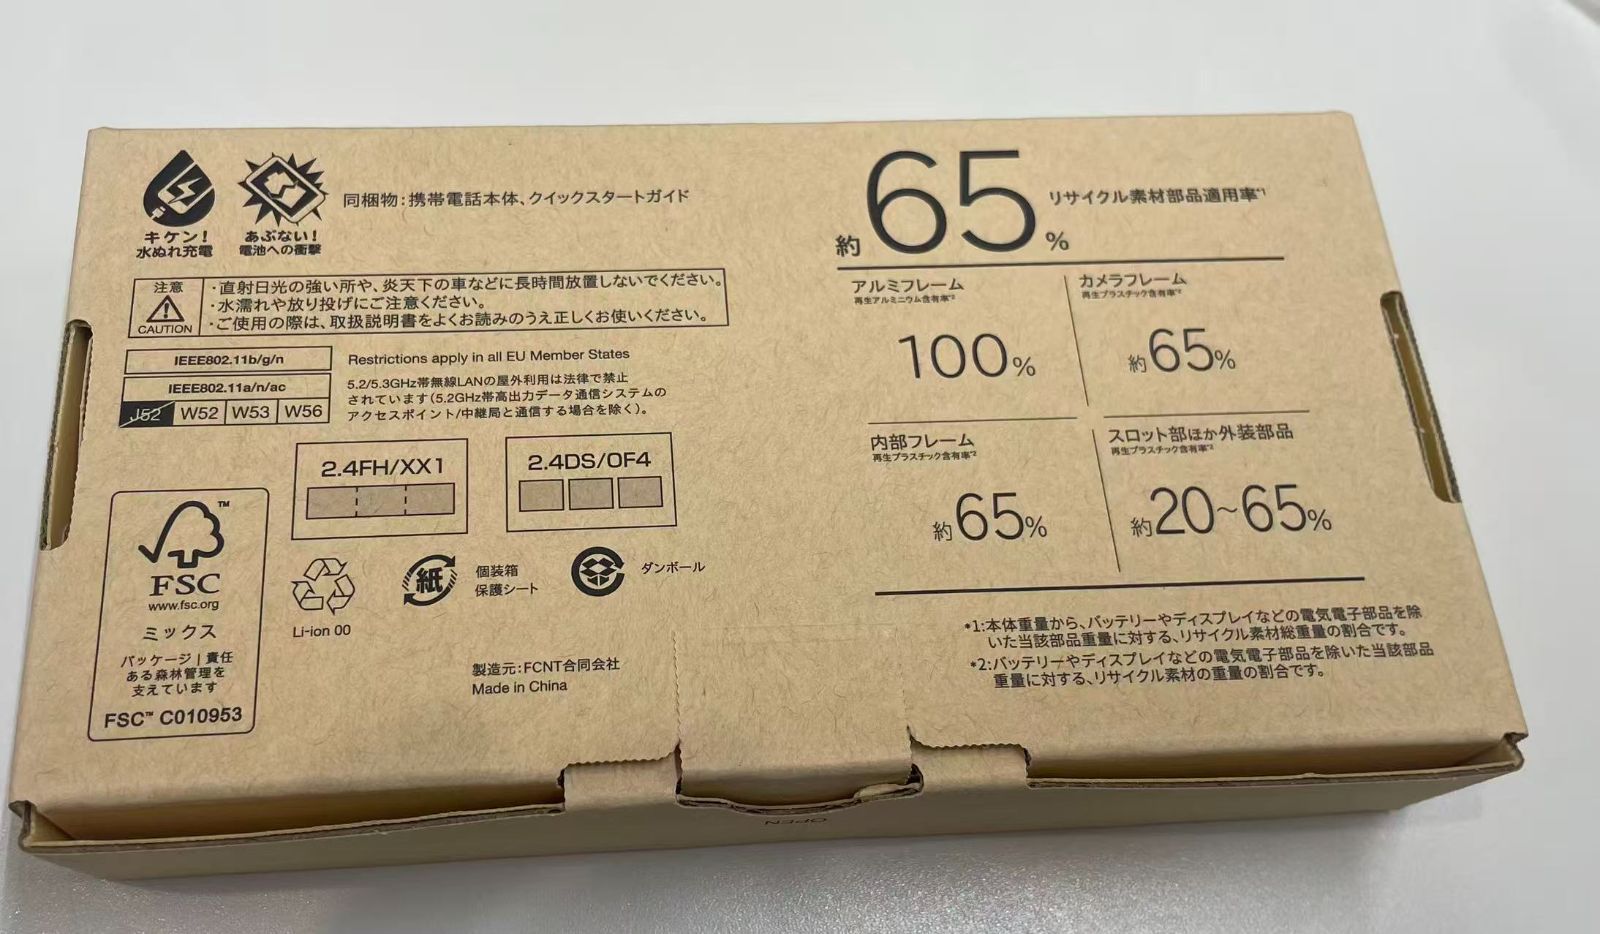 キケン!
水ぬれ充電
あぶない!
電池への衝撃
同梱物:携帯電話本体、クイックスタートガイド
注意
CAUTION
・直射日光の強い所や、炎天下の車などに長時間放置しないでください。
・水濡れや放り投げにご注意ください。
・ご使用の際は、取扱説明書をよくお読みのうえ正しくお使いください。
IEEE802.11b/g/n
IEEE802.11a/n/ac
J52 W52 W53 W56
Restrictions apply in all EU Member States
5.2/5.3GHz帯無線LANの屋外利用は法律で禁止
されています(5.2GHz帯高出力データ通信システムの
アクセスポイント/中継局と通信する場合を除く)。
2.4FH/XX1
2.4DS/OF4
FSC™
www.fsc.org
ミックス
パッケージ|責任
ある森林管理を
支えています
FSC™ C010953
Li-ion 00
紙
個装箱
保護シート
ダンボール
製造元:FCNT合同会社
Made in China
約65% リサイクル素材部品適用率*1
アルミフレーム
再生アルミニウム含有率*2
100%
カメラフレーム
再生プラスチック含有率*2
約65%
内部フレーム
再生プラスチック含有率*2
約65%
スロット部ほか外装部品
再生プラスチック含有率*2
約20~65%
*1:本体重量から、バッテリーやディスプレイなどの電気電子部品を除
いた当該部品重量に対する、リサイクル素材総重量の割合です。
*2:バッテリーやディスプレイなどの電気電子部品を除いた当該部品
重量に対する、リサイクル素材の重量の割合です。
OPEN